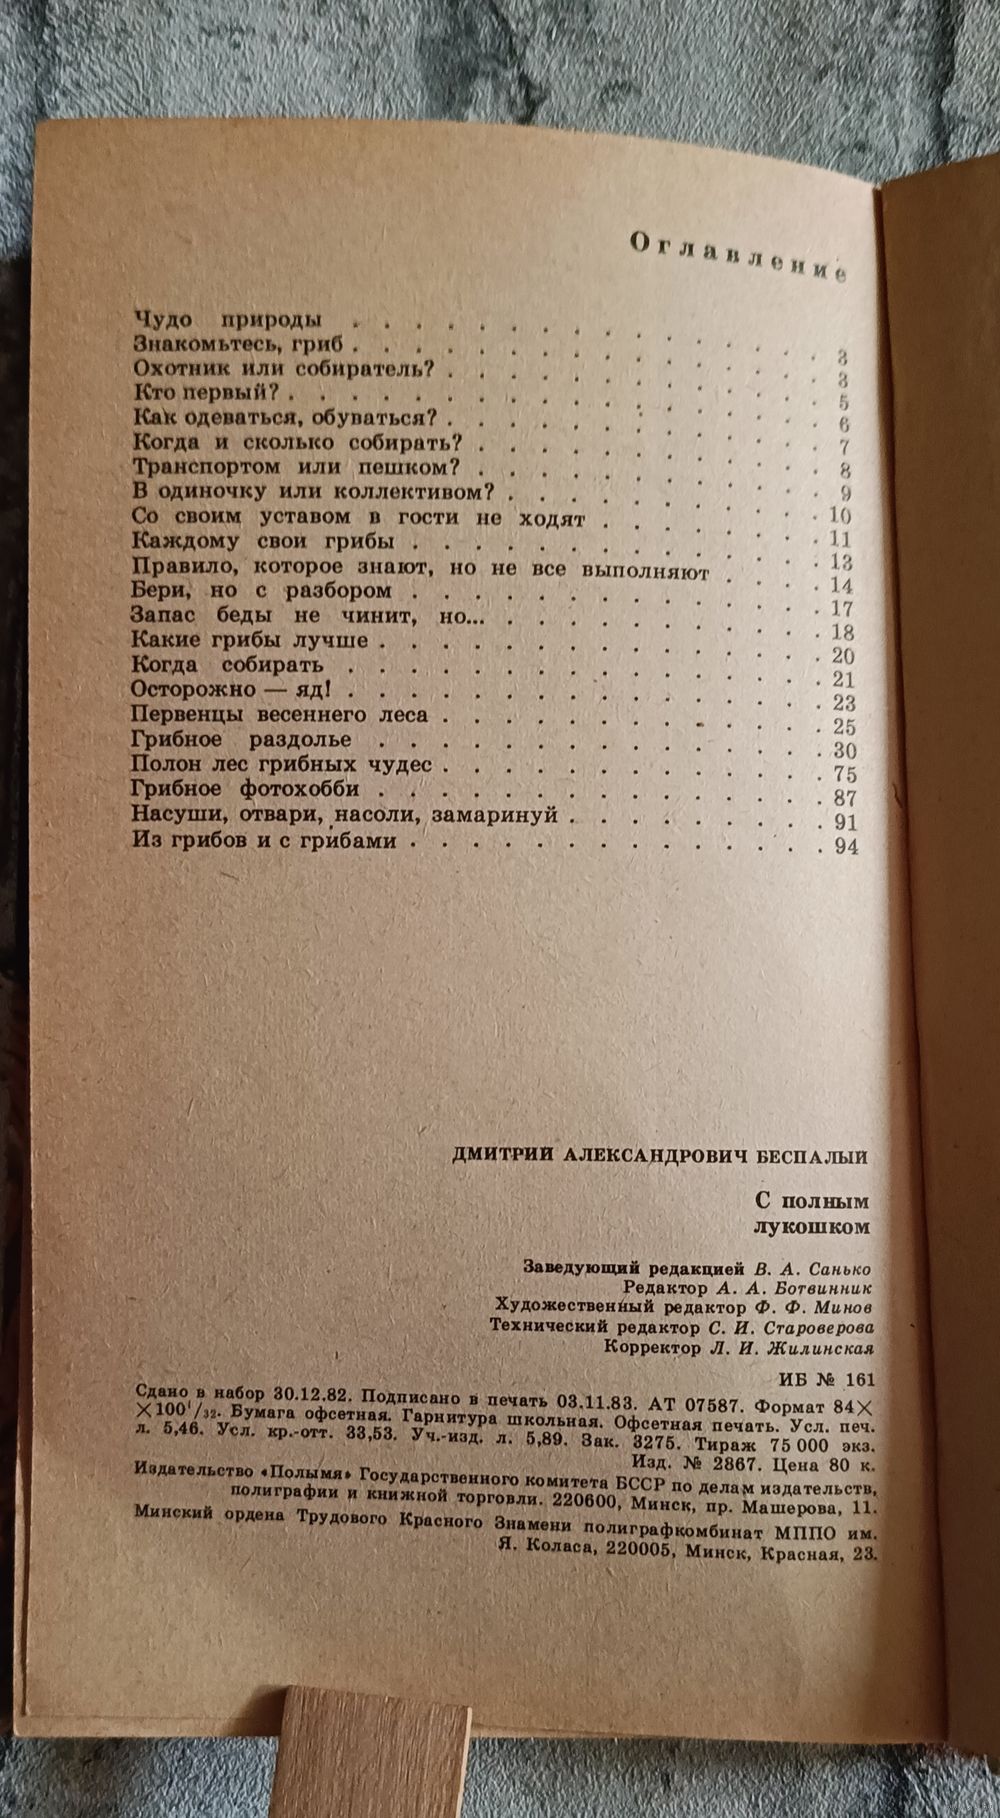 Оглавление
Чудо природы . . . . . . . . . . . . . 3
Знакомьтесь, гриб . . . . . . . . . . . . . 3
Охотник или собиратель? . . . . . . . . . . . 5
Кто первый? . . . . . . . . . . . . . . 6
Как одеваться, обуваться? . . . . . . . . . . . 7
Когда и сколько собирать? . . . . . . . . . . 8
Транспортом или пешком? . . . . . . . . . . 9
В одиночку или коллективом? . . . . . . . . . 10
Со своим уставом в гости не ходят . . . . . . . 11
Каждому свои грибы . . . . . . . . . . . . 13
Правило, которое знают, но не все выполняют . . . 14
Бери, но с разбором . . . . . . . . . . . . 17
Запас беды не чинит, но... . . . . . . . . . . 18
Какие грибы лучше . . . . . . . . . . . . . 20
Когда собирать . . . . . . . . . . . . . 21
Осторожно — яд! . . . . . . . . . . . . . 23
Первенцы весеннего леса . . . . . . . . . . . 25
Грибное раздолье . . . . . . . . . . . . . 30
Полон лес грибных чудес . . . . . . . . . . . 75
Грибное фотохобби . . . . . . . . . . . . . 87
Насуши, отвари, насоли, замаринуй . . . . . . . . 91
Из грибов и с грибами . . . . . . . . . . . . 94
ДМИТРИЙ АЛЕКСАНДРОВИЧ БЕСПАЛЫЙ
С полным
лукошком
Заведующий редакцией В. А. Санько
Редактор А. А. Ботвинник
Художественный редактор Ф. Ф. Минов
Технический редактор С. И. Староверова
Корректор Л. И. Жилинская
ИБ № 161
Сдано в набор 30.12.82. Подписано в печать 03.11.83. АТ 07587. Формат 84×
×100¹/₃₂. Бумага офсетная. Гарнитура школьная. Офсетная печать. Усл. печ.
л. 5,46. Усл. кр.-отт. 33,53. Уч.-изд. л. 5,89. Зак. 3275. Тираж 75 000 экз.
Изд. № 2867. Цена 80 к.
Издательство «Полымя» Государственного комитета БССР по делам издательств,
полиграфии и книжной торговли. 220600, Минск, пр. Машерова, 11.
Минский ордена Трудового Красного Знамени полиграфкомбинат МППО им.
Я. Коласа, 220005, Минск, Красная, 23.